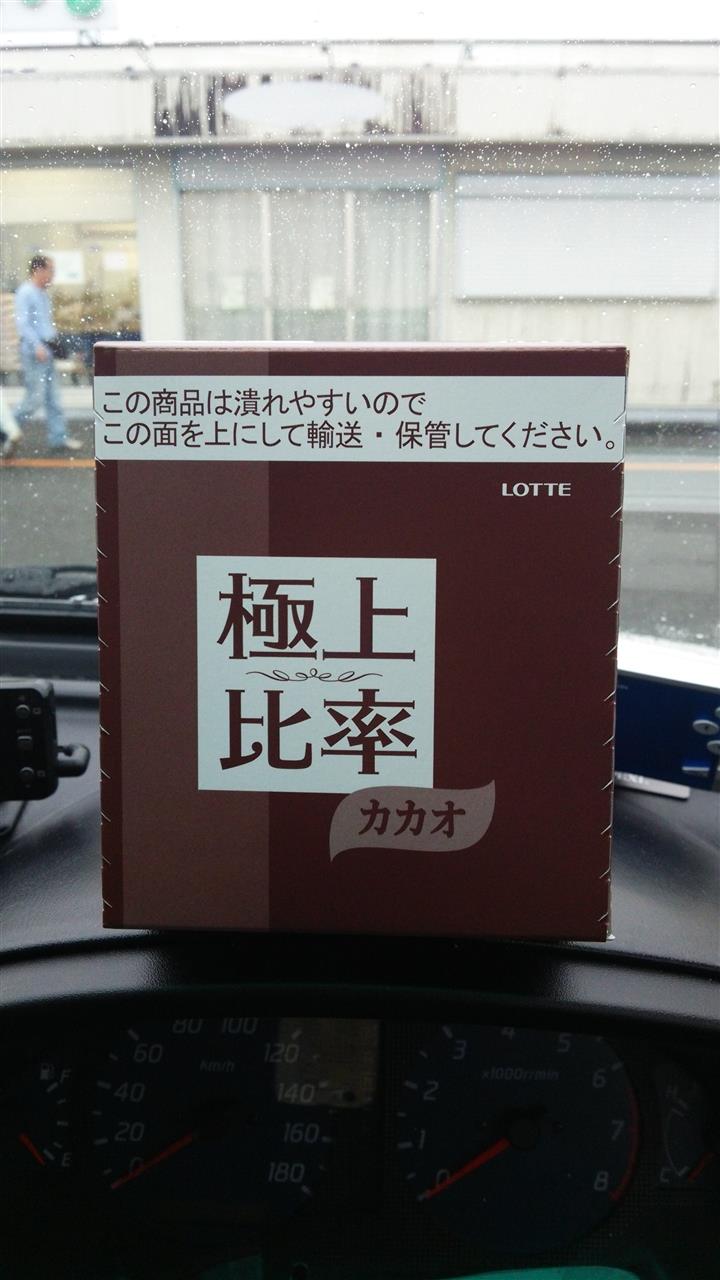 この商品は潰れやすいので
この面を上にして輸送・保管してください。
LOTTE
極上
比率
カカオ
80 100
60 km/h 120
40 140
20 160
0 180
F
E
3 4 5
x1000r/min
2 6
1 7
0 8
H
C